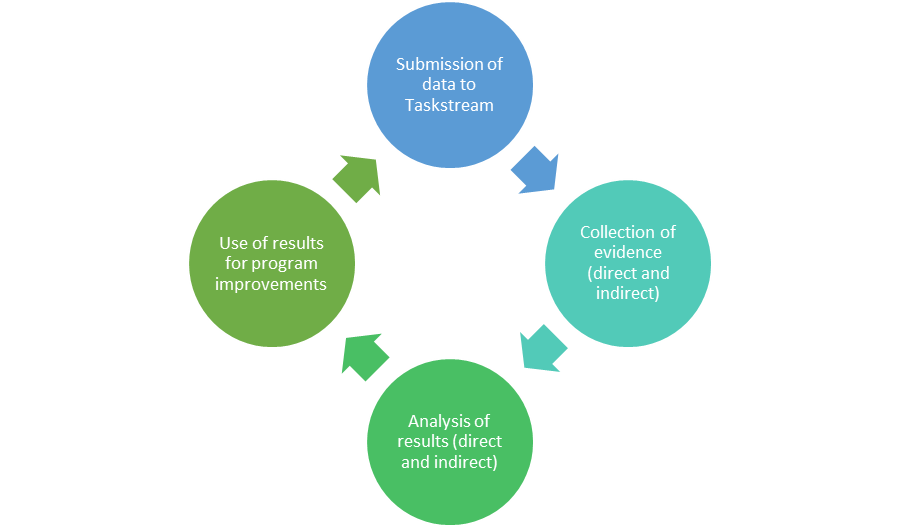 Submission of
data to
Taskstream
Collection of
evidence
(direct and
indirect)
Analysis of
results (direct
and indirect)
Use of results
for program
improvements